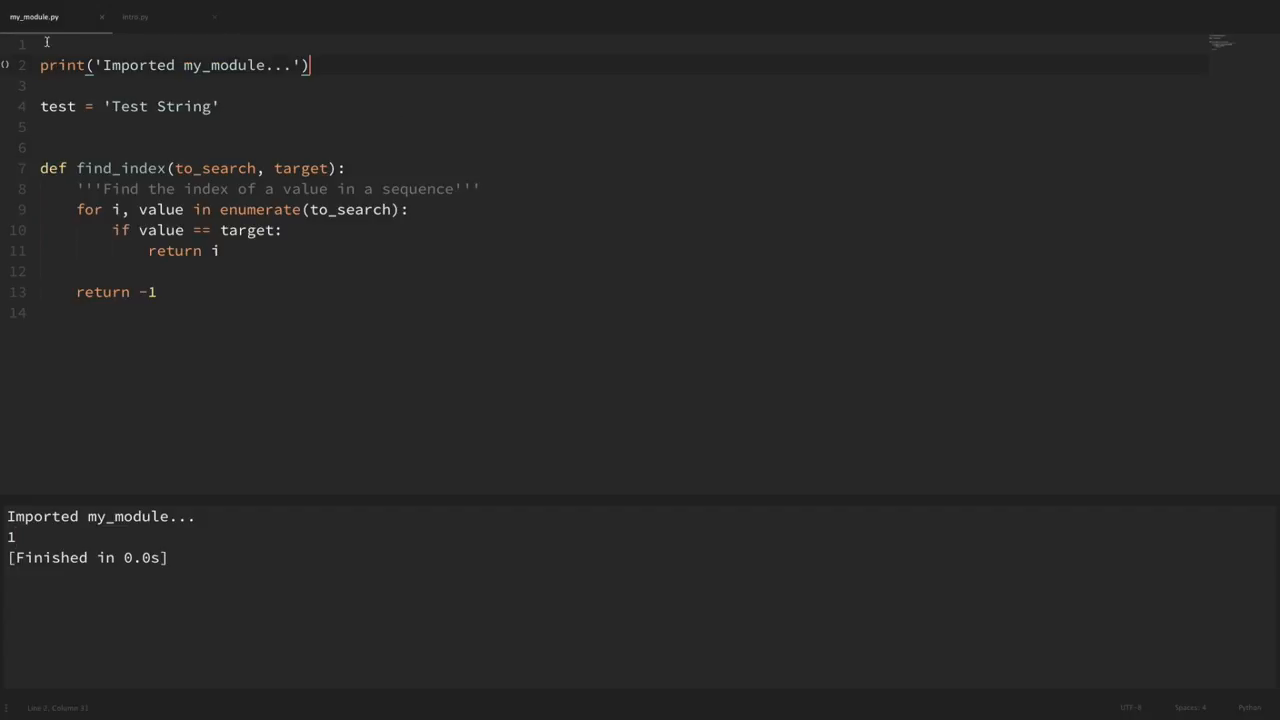 my_module.py × intro.py ×
1
{} 2 print('Imported my_module...')
3
4 test = 'Test String'
5
6
7 def find_index(to_search, target):
8 '''Find the index of a value in a sequence'''
9 for i, value in enumerate(to_search):
10 if value == target:
11 return i
12
13 return -1
14
Imported my_module...
1
[Finished in 0.0s]
Line 2, Column 31 UTF-8 Spaces: 4 Python